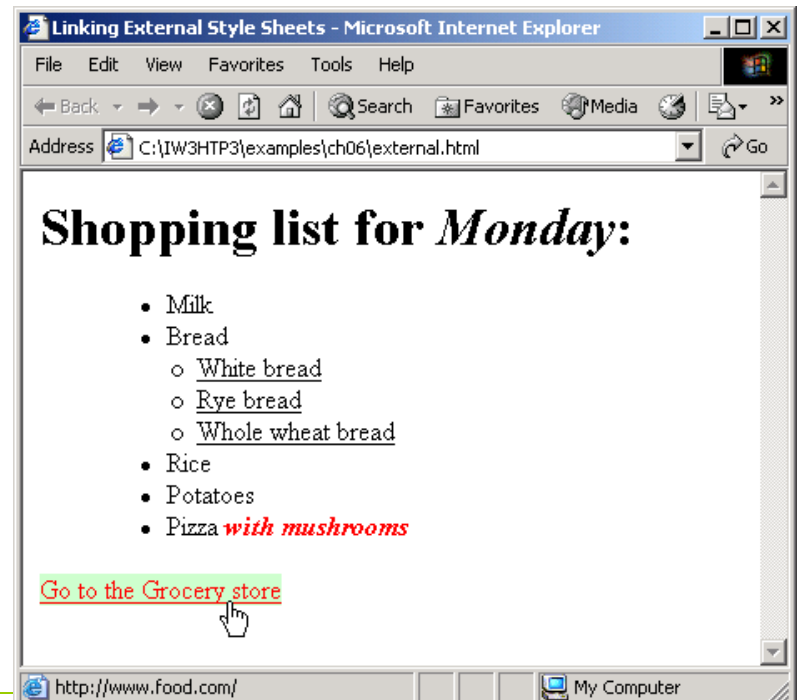 Linking External Style Sheets - Microsoft Internet Explorer
File Edit View Favorites Tools Help
Back Search Favorites Media »
Address C:\IW3HTP3\examples\ch06\external.html Go
Shopping list for Monday:
Milk
Bread
White bread
Rye bread
Whole wheat bread
Rice
Potatoes
Pizza with mushrooms
Go to the Grocery store
http://www.food.com/ My Computer